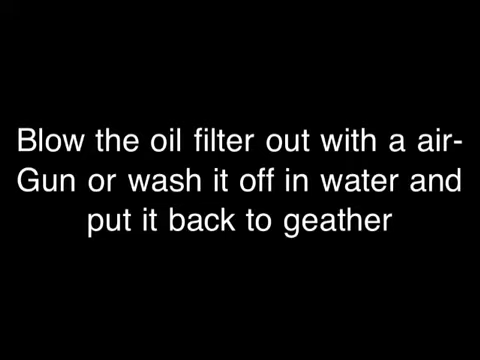 Blow the oil filter out with a air-
Gun or wash it off in water and
put it back to geather